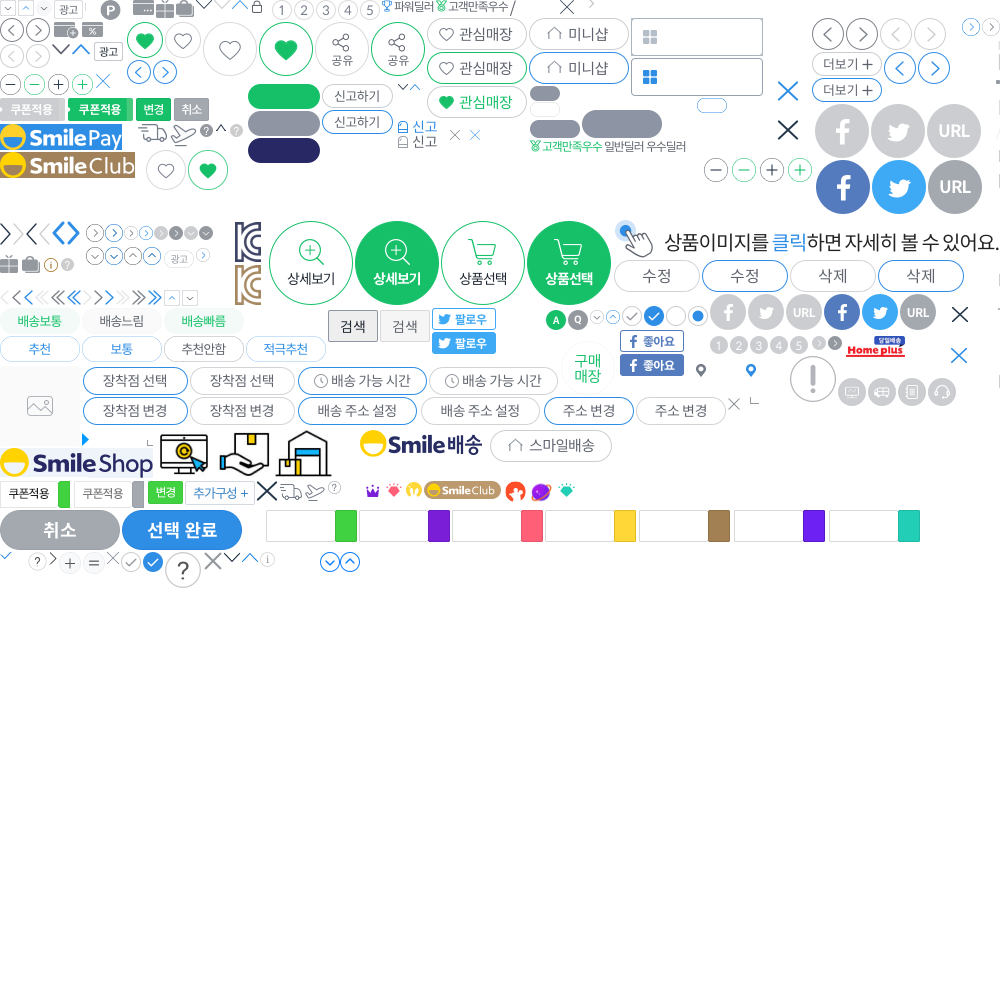 광고
P
1 2 3 4 5
파워딜러
고객만족우수
%
광고
공유
공유
관심매장
미니샵
관심매장
미니샵
관심매장
더보기 +
더보기 +
쿠폰적용
쿠폰적용
변경
취소
신고하기
신고하기
신고
신고
Smile Pay
Smile Club
고객만족우수 일반딜러 우수딜러
URL
URL
광고
상세보기
상세보기
상품선택
상품선택
상품이미지를 클릭하면 자세히 볼 수 있어요.
수정
수정
삭제
삭제
배송보통
배송느림
배송빠름
추천
보통
추천안함
적극추천
검색
검색
팔로우
팔로우
A
Q
URL
URL
좋아요
좋아요
1 2 3 4 5
당일배송
Home plus
구매
매장
장착점 선택
장착점 선택
배송 가능 시간
배송 가능 시간
장착점 변경
장착점 변경
배송 주소 설정
배송 주소 설정
주소 변경
주소 변경
Smile Shop
Smile배송
스마일배송
쿠폰적용
쿠폰적용
변경
추가구성 +
?
Smile Club
취소
선택 완료
?
?